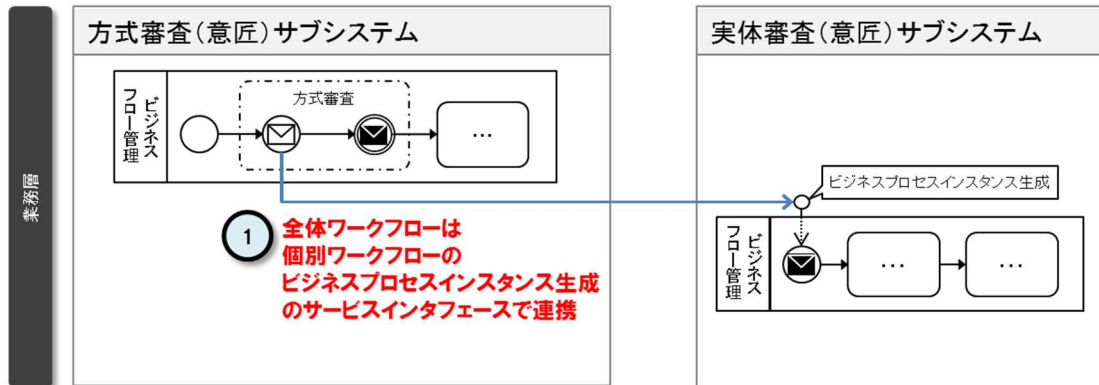 業務層
方式審査(意匠)サブシステム
ビジネス
フロー管理
方式審査
…
1
全体ワークフローは
個別ワークフローの
ビジネスプロセスインスタンス生成
のサービスインタフェースで連携
実体審査(意匠)サブシステム
ビジネスプロセスインスタンス生成
ビジネス
フロー管理
…
…